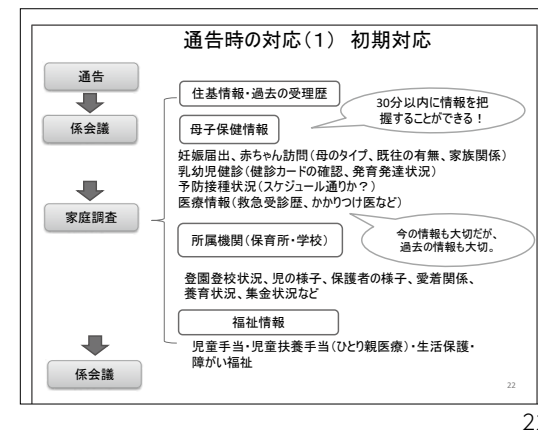 通告時の対応(1) 初期対応
通告
係会議
家庭調査
係会議
住基情報・過去の受理歴
30分以内に情報を把
握することができる！
母子保健情報
妊娠届出、赤ちゃん訪問(母のタイプ、既往の有無、家族関係)
乳幼児健診(健診カードの確認、発育発達状況)
予防接種状況(スケジュール通りか？)
医療情報(救急受診歴、かかりつけ医など)
所属機関(保育所・学校)
今の情報も大切だが、
過去の情報も大切。
登園登校状況、児の様子、保護者の様子、愛着関係、
養育状況、集金状況など
福祉情報
児童手当・児童扶養手当(ひとり親医療)・生活保護・
障がい福祉
22